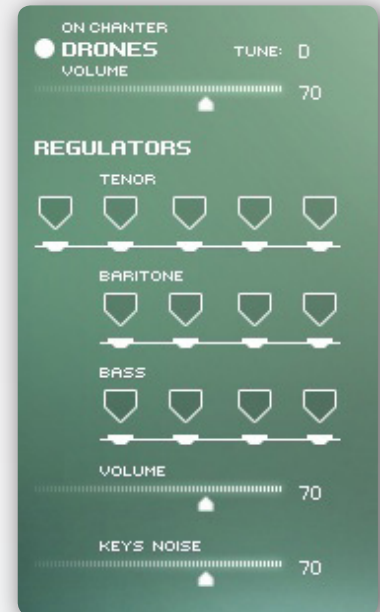 ON CHANTER
DRONES TUNE: D
VOLUME
70
REGULATORS
TENOR
BARITONE
BASS
VOLUME
70
KEYS NOISE
70